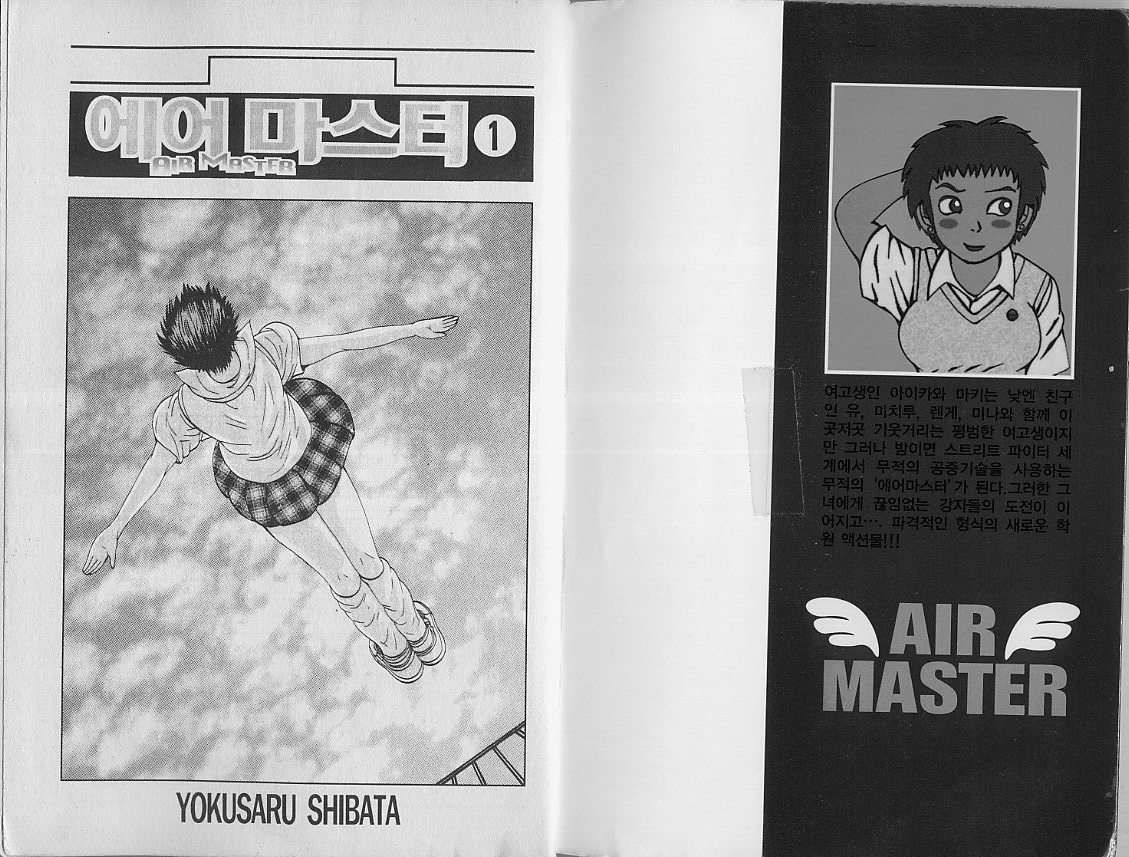 에어 마스터 1
AIR MASTER
YOKUSARU SHIBATA
여고생인 아이카와 마키는 낮엔 친구
인 유, 미치루, 렌게, 미나와 함께 이
곳저곳 기웃거리는 평범한 여고생이지
만 그러나 밤이면 스트리트 파이터 세
계에서 무적의 공중기술을 사용하는
무적의 '에어마스터'가 된다.그러한 그
녀에게 끊임없는 강자들의 도전이 이
어지고…. 파격적인 형식의 새로운 학
원 액션물!!!
AIR
MASTER